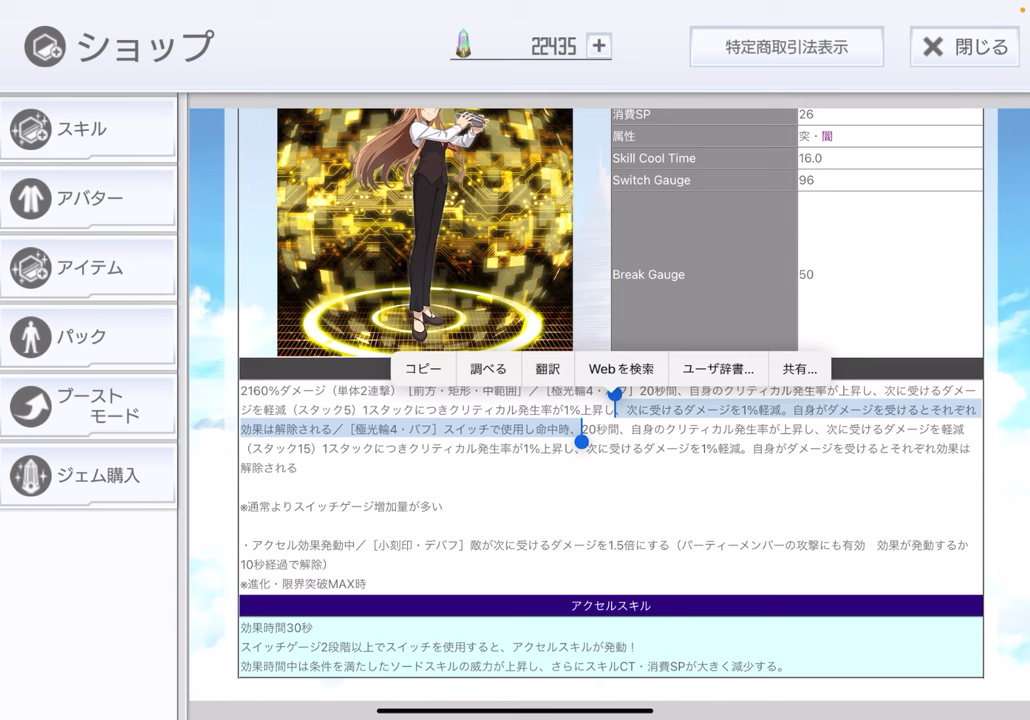 ショップ
22435
+
特定商取引法表示
閉じる
スキル
アバター
アイテム
パック
ブースト
モード
ジェム購入
消費SP 26
属性 突・闇
Skill Cool Time 16.0
Switch Gauge 96
Break Gauge 50
コピー 調べる 翻訳 Webを検索 ユーザ辞書... 共有...
2160%ダメージ（単体2連撃） [前方・矩形・中範囲] ／［極光輪4・ フ］20秒間、自身のクリティカル発生率が上昇し、次に受けるダメー
ジを軽減（スタック5）1スタックにつきクリティカル発生率が1%上昇し、次に受けるダメージを1%軽減。自身がダメージを受けるとそれぞれ
効果は解除される／［極光輪4・バフ］スイッチで使用し命中時、20秒間、自身のクリティカル発生率が上昇し、次に受けるダメージを軽減
（スタック15）1スタックにつきクリティカル発生率が1%上昇し、次に受けるダメージを1%軽減。自身がダメージを受けるとそれぞれ効果は
解除される
※通常よりスイッチゲージ増加量が多い
・アクセル効果発動中／［小刻印・デバフ］敵が次に受けるダメージを1.5倍にする（パーティーメンバーの攻撃にも有効　効果が発動するか
10秒経過で解除）
※進化・限界突破MAX時
アクセルスキル
効果時間30秒
スイッチゲージ2段階以上でスイッチを使用すると、アクセルスキルが発動！
効果時間中は条件を満たしたソードスキルの威力が上昇し、さらにスキルCT・消費SPが大きく減少する。